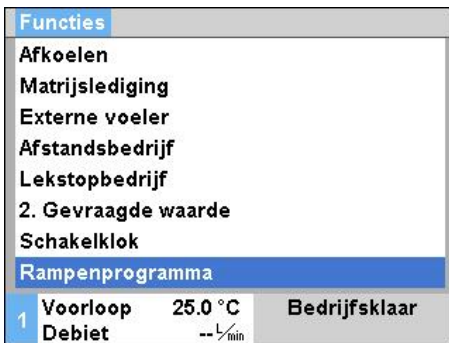 Functies
Afkoelen
Matrijslediging
Externe voeler
Afstandsbedrijf
Lekstopbedrijf
2. Gevraagde waarde
Schakelklok
Rampenprogramma
1 Voorloop 25.0 °C Bedrijfsklaar
Debiet -- L/min